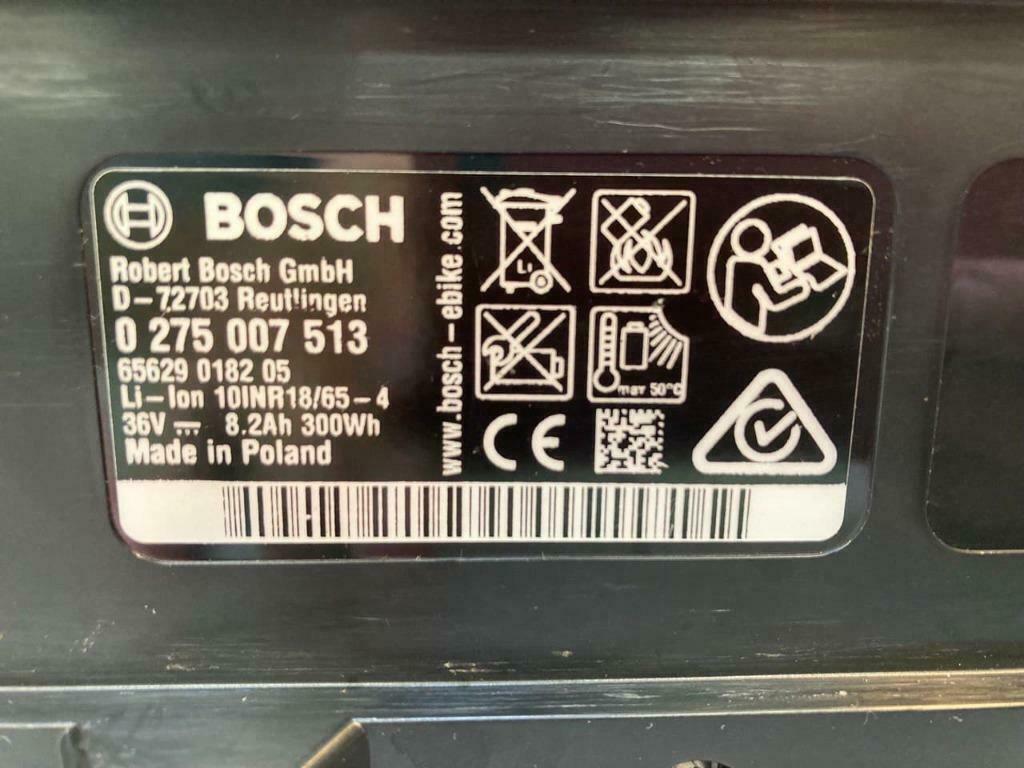 BOSCH
Robert Bosch GmbH
D-72703 Reutlingen
0 275 007 513
65629 0182 05
Li-Ion 10INR18/65-4
36V 8.2Ah 300Wh
Made in Poland
www.bosch-ebike.com
Li
max 50°C
CE